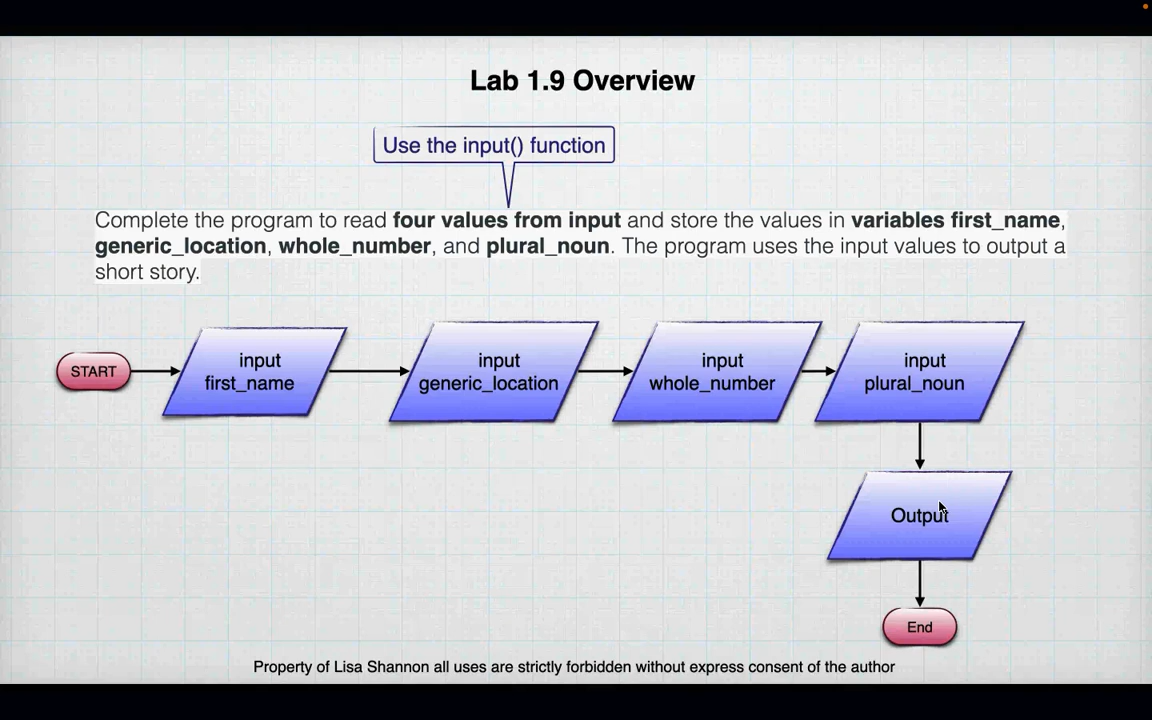 Lab 1.9 Overview
Use the input() function
Complete the program to read four values from input and store the values in variables first_name,
generic_location, whole_number, and plural_noun. The program uses the input values to output a
short story.
START
input
first_name
input
generic_location
input
whole_number
input
plural_noun
Output
End
Property of Lisa Shannon all uses are strictly forbidden without express consent of the author